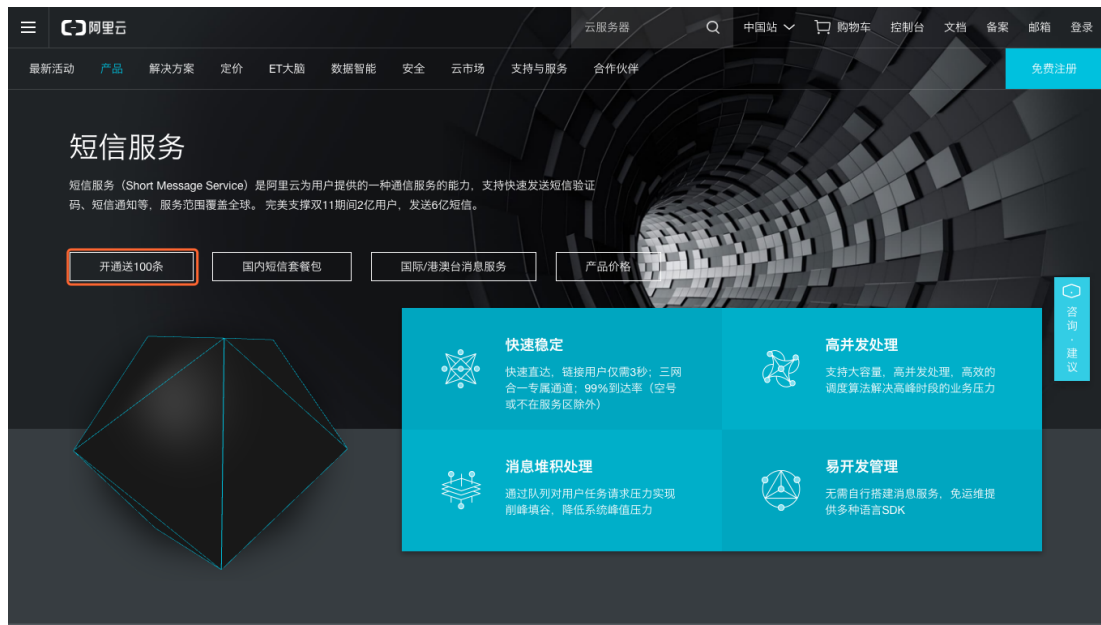 阿里云
云服务器
中国站
购物车
控制台
文档
备案
邮箱
登录
最新活动
产品
解决方案
定价
ET大脑
数据智能
安全
云市场
支持与服务
合作伙伴
免费注册
短信服务
短信服务（Short Message Service）是阿里云为用户提供的一种通信服务的能力，支持快速发送短信验证
码、短信通知等，服务范围覆盖全球。 完美支撑双11期间2亿用户，发送6亿短信。
开通送100条
国内短信套餐包
国际/港澳台消息服务
产品价格
快速稳定
快速直达，链接用户仅需3秒；三网
合一专属通道；99%到达率（空号
或不在服务区除外）
高并发处理
支持大容量，高并发处理，高效的
调度算法解决高峰时段的业务压力
消息堆积处理
通过队列对用户任务请求压力实现
削峰填谷，降低系统峰值压力
易开发管理
无需自行搭建消息服务，免运维提
供多种语言SDK
咨询·建议